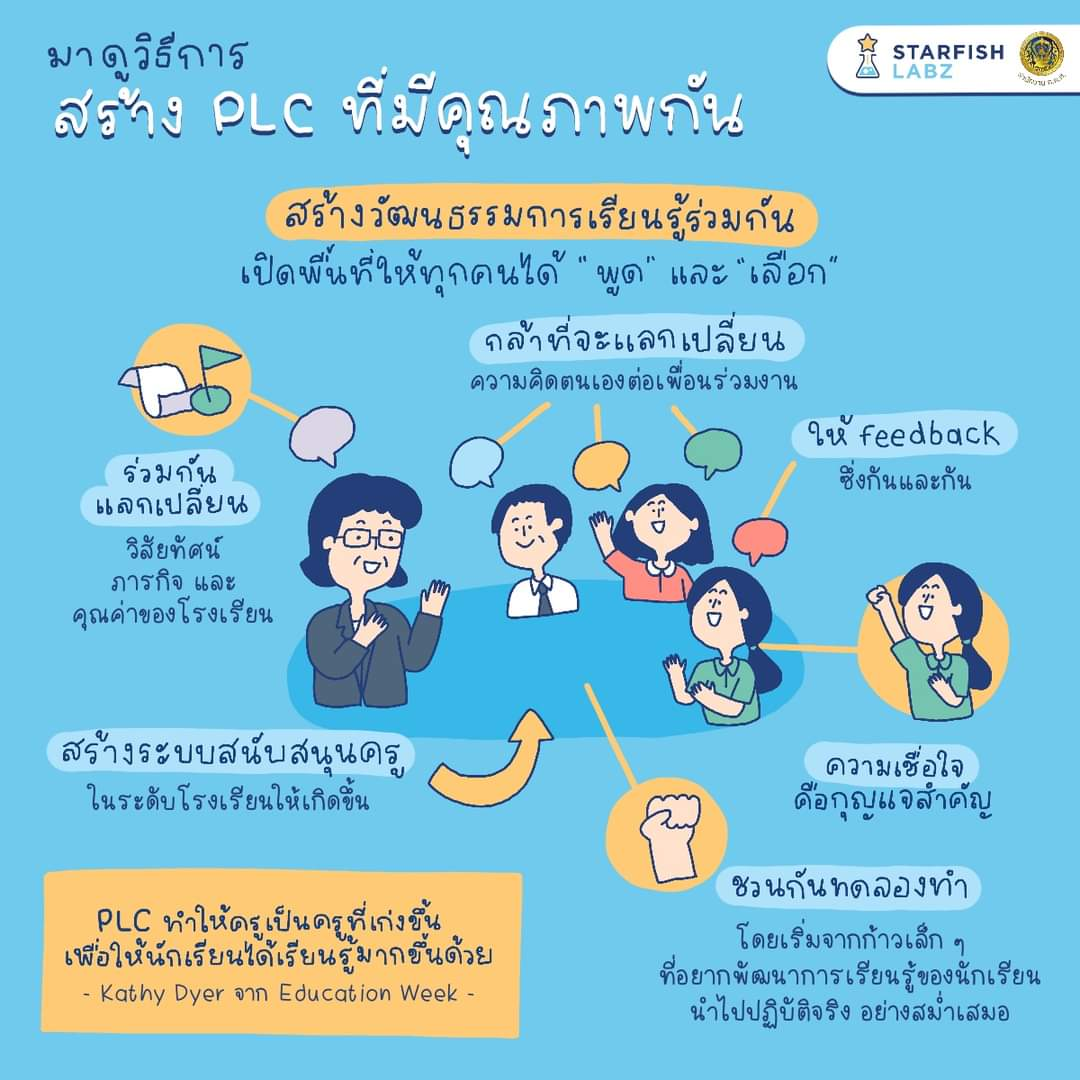 มาดูวิธีการ
สร้าง PLC ที่มีคุณภาพกัน
STARFISH
LABZ
สร้างวัฒนธรรมการเรียนรู้ร่วมกัน
เปิดพื้นที่ให้ทุกคนได้ "พูด" และ "เลือก"
กล้าที่จะแลกเปลี่ยน
ความคิดตนเองต่อเพื่อนร่วมงาน
ให้ feedback
ซึ่งกันและกัน
ร่วมกัน
แลกเปลี่ยน
วิสัยทัศน์
ภารกิจ และ
คุณค่าของโรงเรียน
สร้างระบบสนับสนุนครู
ในระดับโรงเรียนให้เกิดขึ้น
ความเชื่อใจ
คือกุญแจสำคัญ
ชวนกันทดลองทำ
โดยเริ่มจากก้าวเล็ก ๆ
ที่อยากพัฒนาการเรียนรู้ของนักเรียน
นำไปปฏิบัติจริง อย่างสม่ำเสมอ
PLC ทำให้ครูเป็นครูที่เก่งขึ้น
เพื่อให้นักเรียนได้เรียนรู้มากขึ้นด้วย
- Kathy Dyer จาก Education Week -